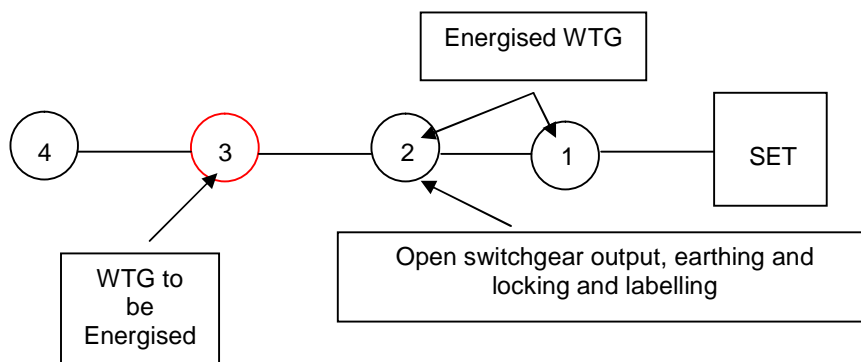 Energised WTG
4
3
2
1
SET
WTG to
be
Energised
Open switchgear output, earthing and
locking and labelling